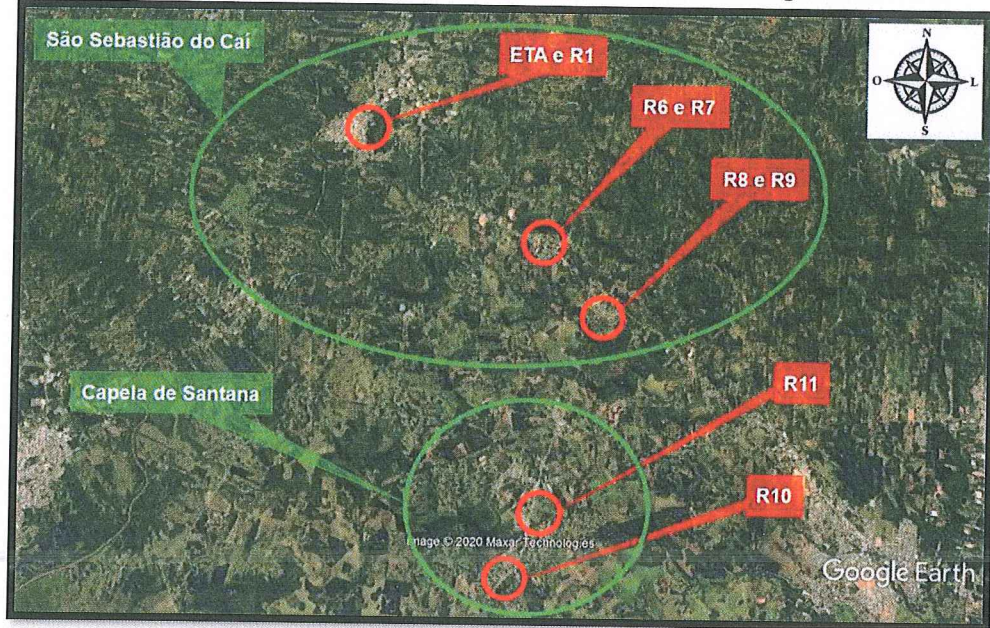 São Sebastião do Caí
ETA e R1
N
O
L
S
R6 e R7
R8 e R9
Capela de Santana
R11
R10
Image © 2020 Maxar Technologies
Google Earth